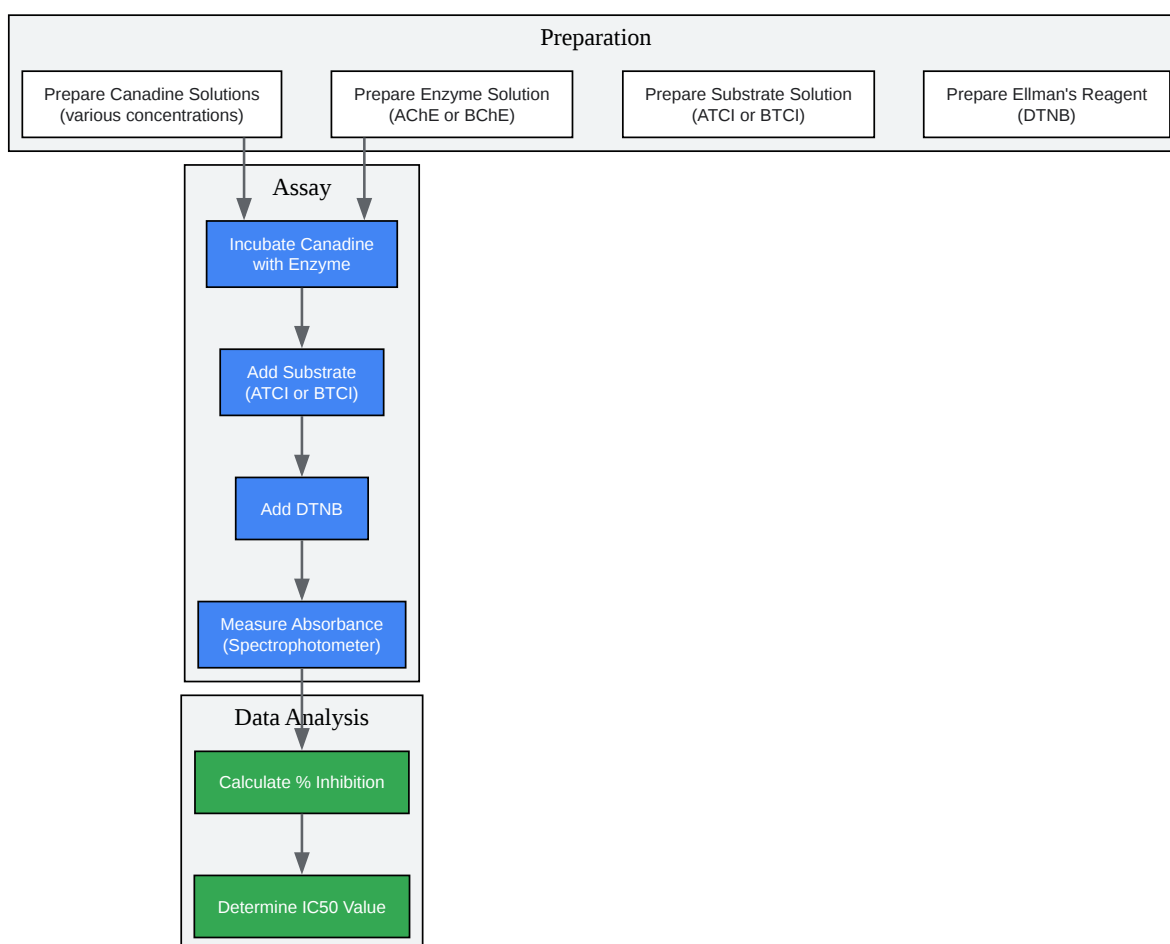 Preparation
Prepare Canadine Solutions
(various concentrations)
Prepare Enzyme Solution
(AChE or BChE)
Prepare Substrate Solution
(ATCI or BTCI)
Prepare Ellman's Reagent
(DTNB)
Assay
Incubate Canadine
with Enzyme
Add Substrate
(ATCI or BTCI)
Add DTNB
Measure Absorbance
(Spectrophotometer)
Data Analysis
Calculate % Inhibition
Determine IC50 Value